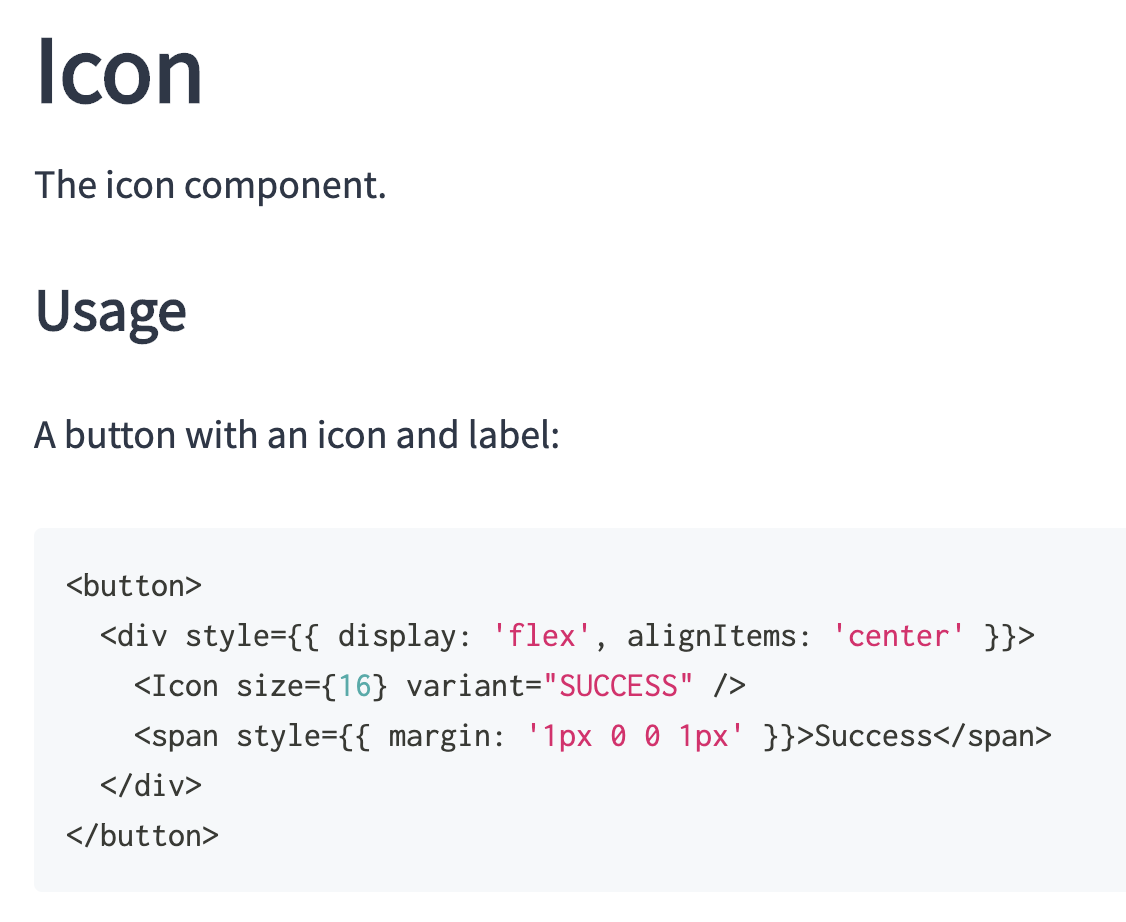 Icon
The icon component.
Usage
A button with an icon and label:
<button>
  <div style={{ display: 'flex', alignItems: 'center' }}>
    <Icon size={16} variant="SUCCESS" />
    <span style={{ margin: '1px 0 0 1px' }}>Success</span>
  </div>
</button>